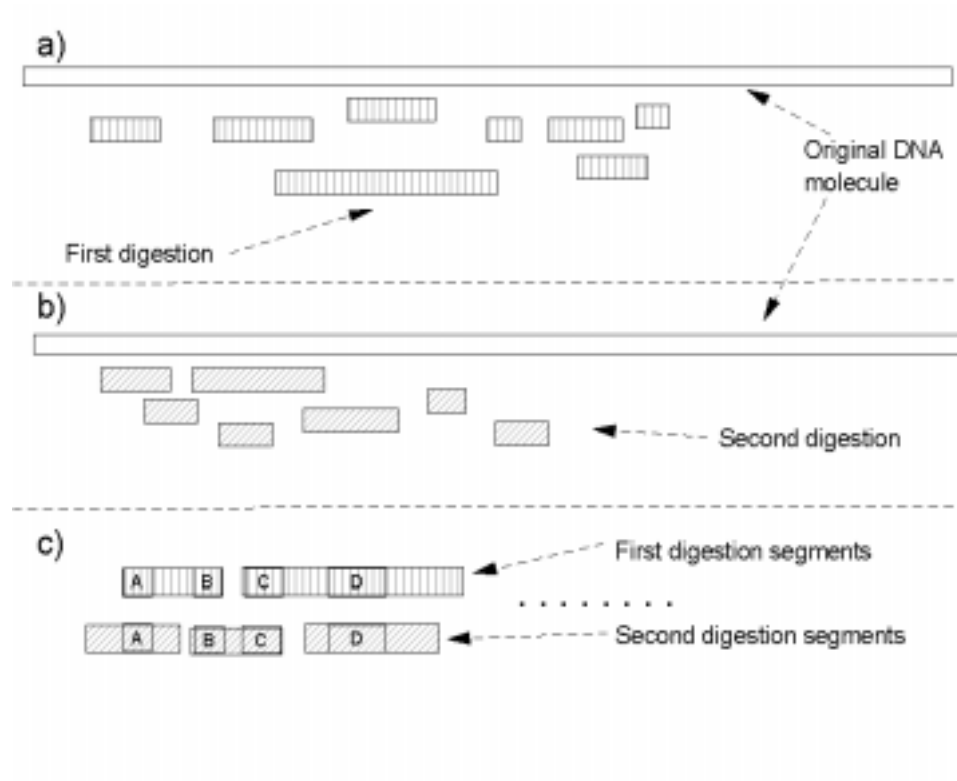 a)
Original DNA
molecule
First digestion
b)
Second digestion
c)
First digestion segments
A B C D
Second digestion segments
A B C D